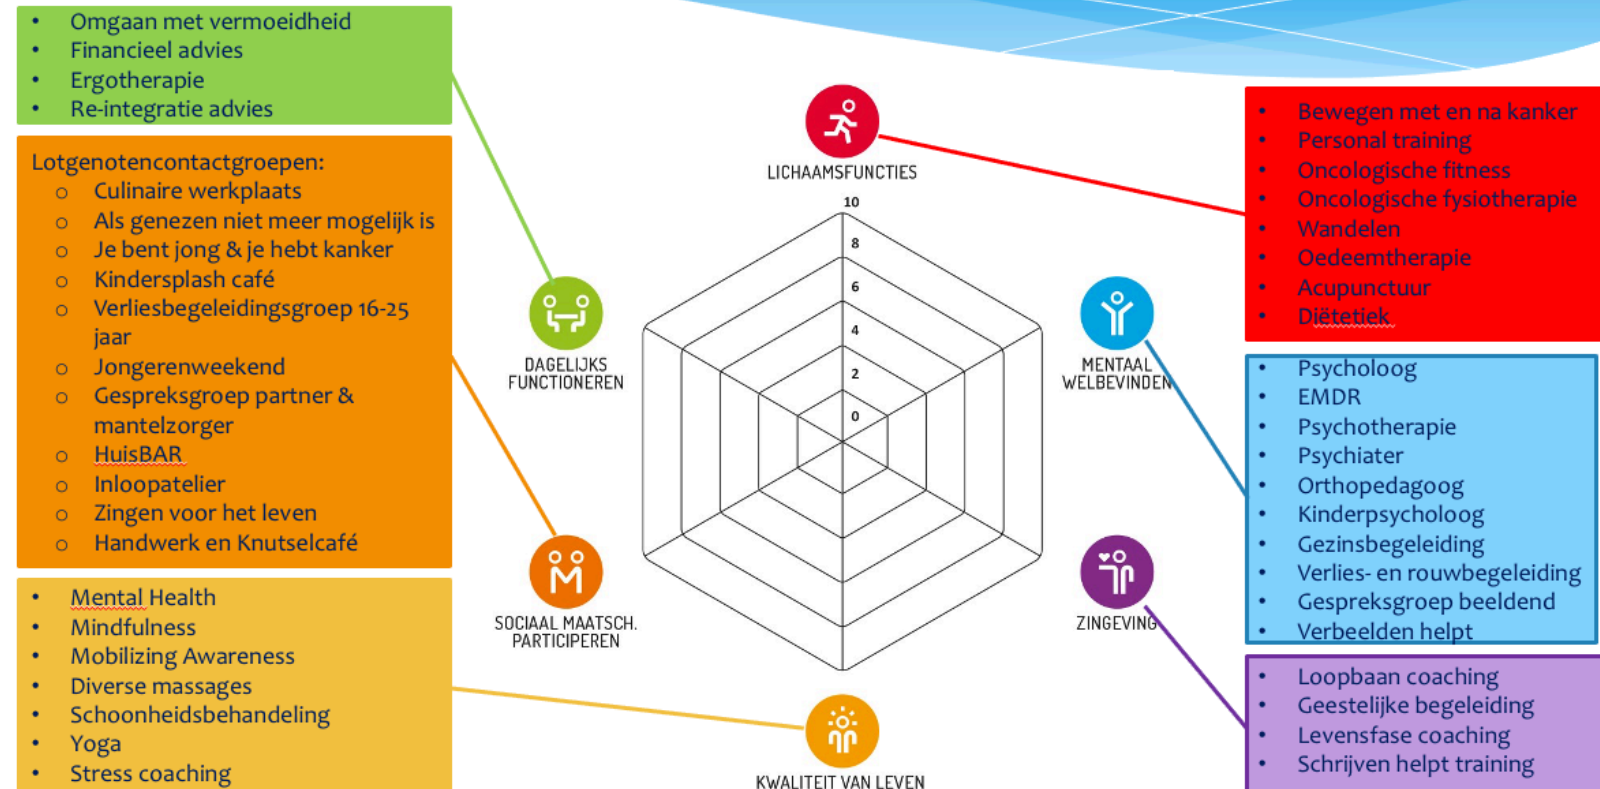 • Omgaan met vermoeidheid
• Financieel advies
• Ergotherapie
• Re-integratie advies
Lotgenotencontactgroepen:
o Culinaire werkplaats
o Als genezen niet meer mogelijk is
o Je bent jong & je hebt kanker
o Kindersplash café
o Verliesbegeleidingsgroep 16-25
jaar
o Jongerenweekend
o Gespreksgroep partner &
mantelzorger
o HuisBAR
o Inloopatelier
o Zingen voor het leven
o Handwerk en Knutselcafé
• Mental Health
• Mindfulness
• Mobilizing Awareness
• Diverse massages
• Schoonheidsbehandeling
• Yoga
• Stress coaching
LICHAAMSFUNCTIES
10
8
6
4
2
0
DAGELIJKS
FUNCTIONEREN
MENTAAL
WELBEVINDEN
SOCIAAL MAATSCH.
PARTICIPEREN
ZINGEVING
KWALITEIT VAN LEVEN
• Bewegen met en na kanker
• Personal training
• Oncologische fitness
• Oncologische fysiotherapie
• Wandelen
• Oedeemtherapie
• Acupunctuur
• Diëtetiek
• Psycholoog
• EMDR
• Psychotherapie
• Psychiater
• Orthopedagoog
• Kinderpsycholoog
• Gezinsbegeleiding
• Verlies- en rouwbegeleiding
• Gespreksgroep beeldend
• Verbeelden helpt
• Loopbaan coaching
• Geestelijke begeleiding
• Levensfase coaching
• Schrijven helpt training